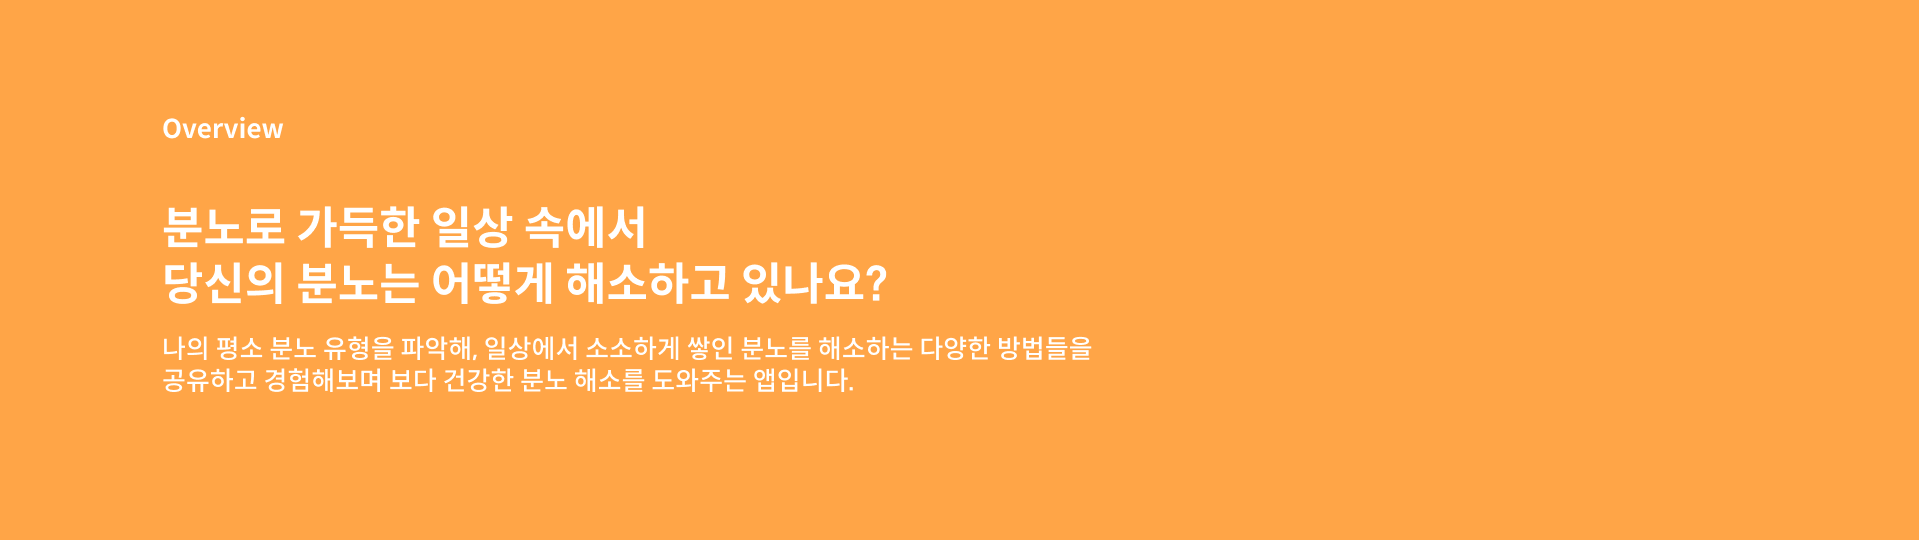 Overview
분노로 가득한 일상 속에서
당신의 분노는 어떻게 해소하고 있나요?
나의 평소 분노 유형을 파악해, 일상에서 소소하게 쌓인 분노를 해소하는 다양한 방법들을
공유하고 경험해보며 보다 건강한 분노 해소를 도와주는 앱입니다.